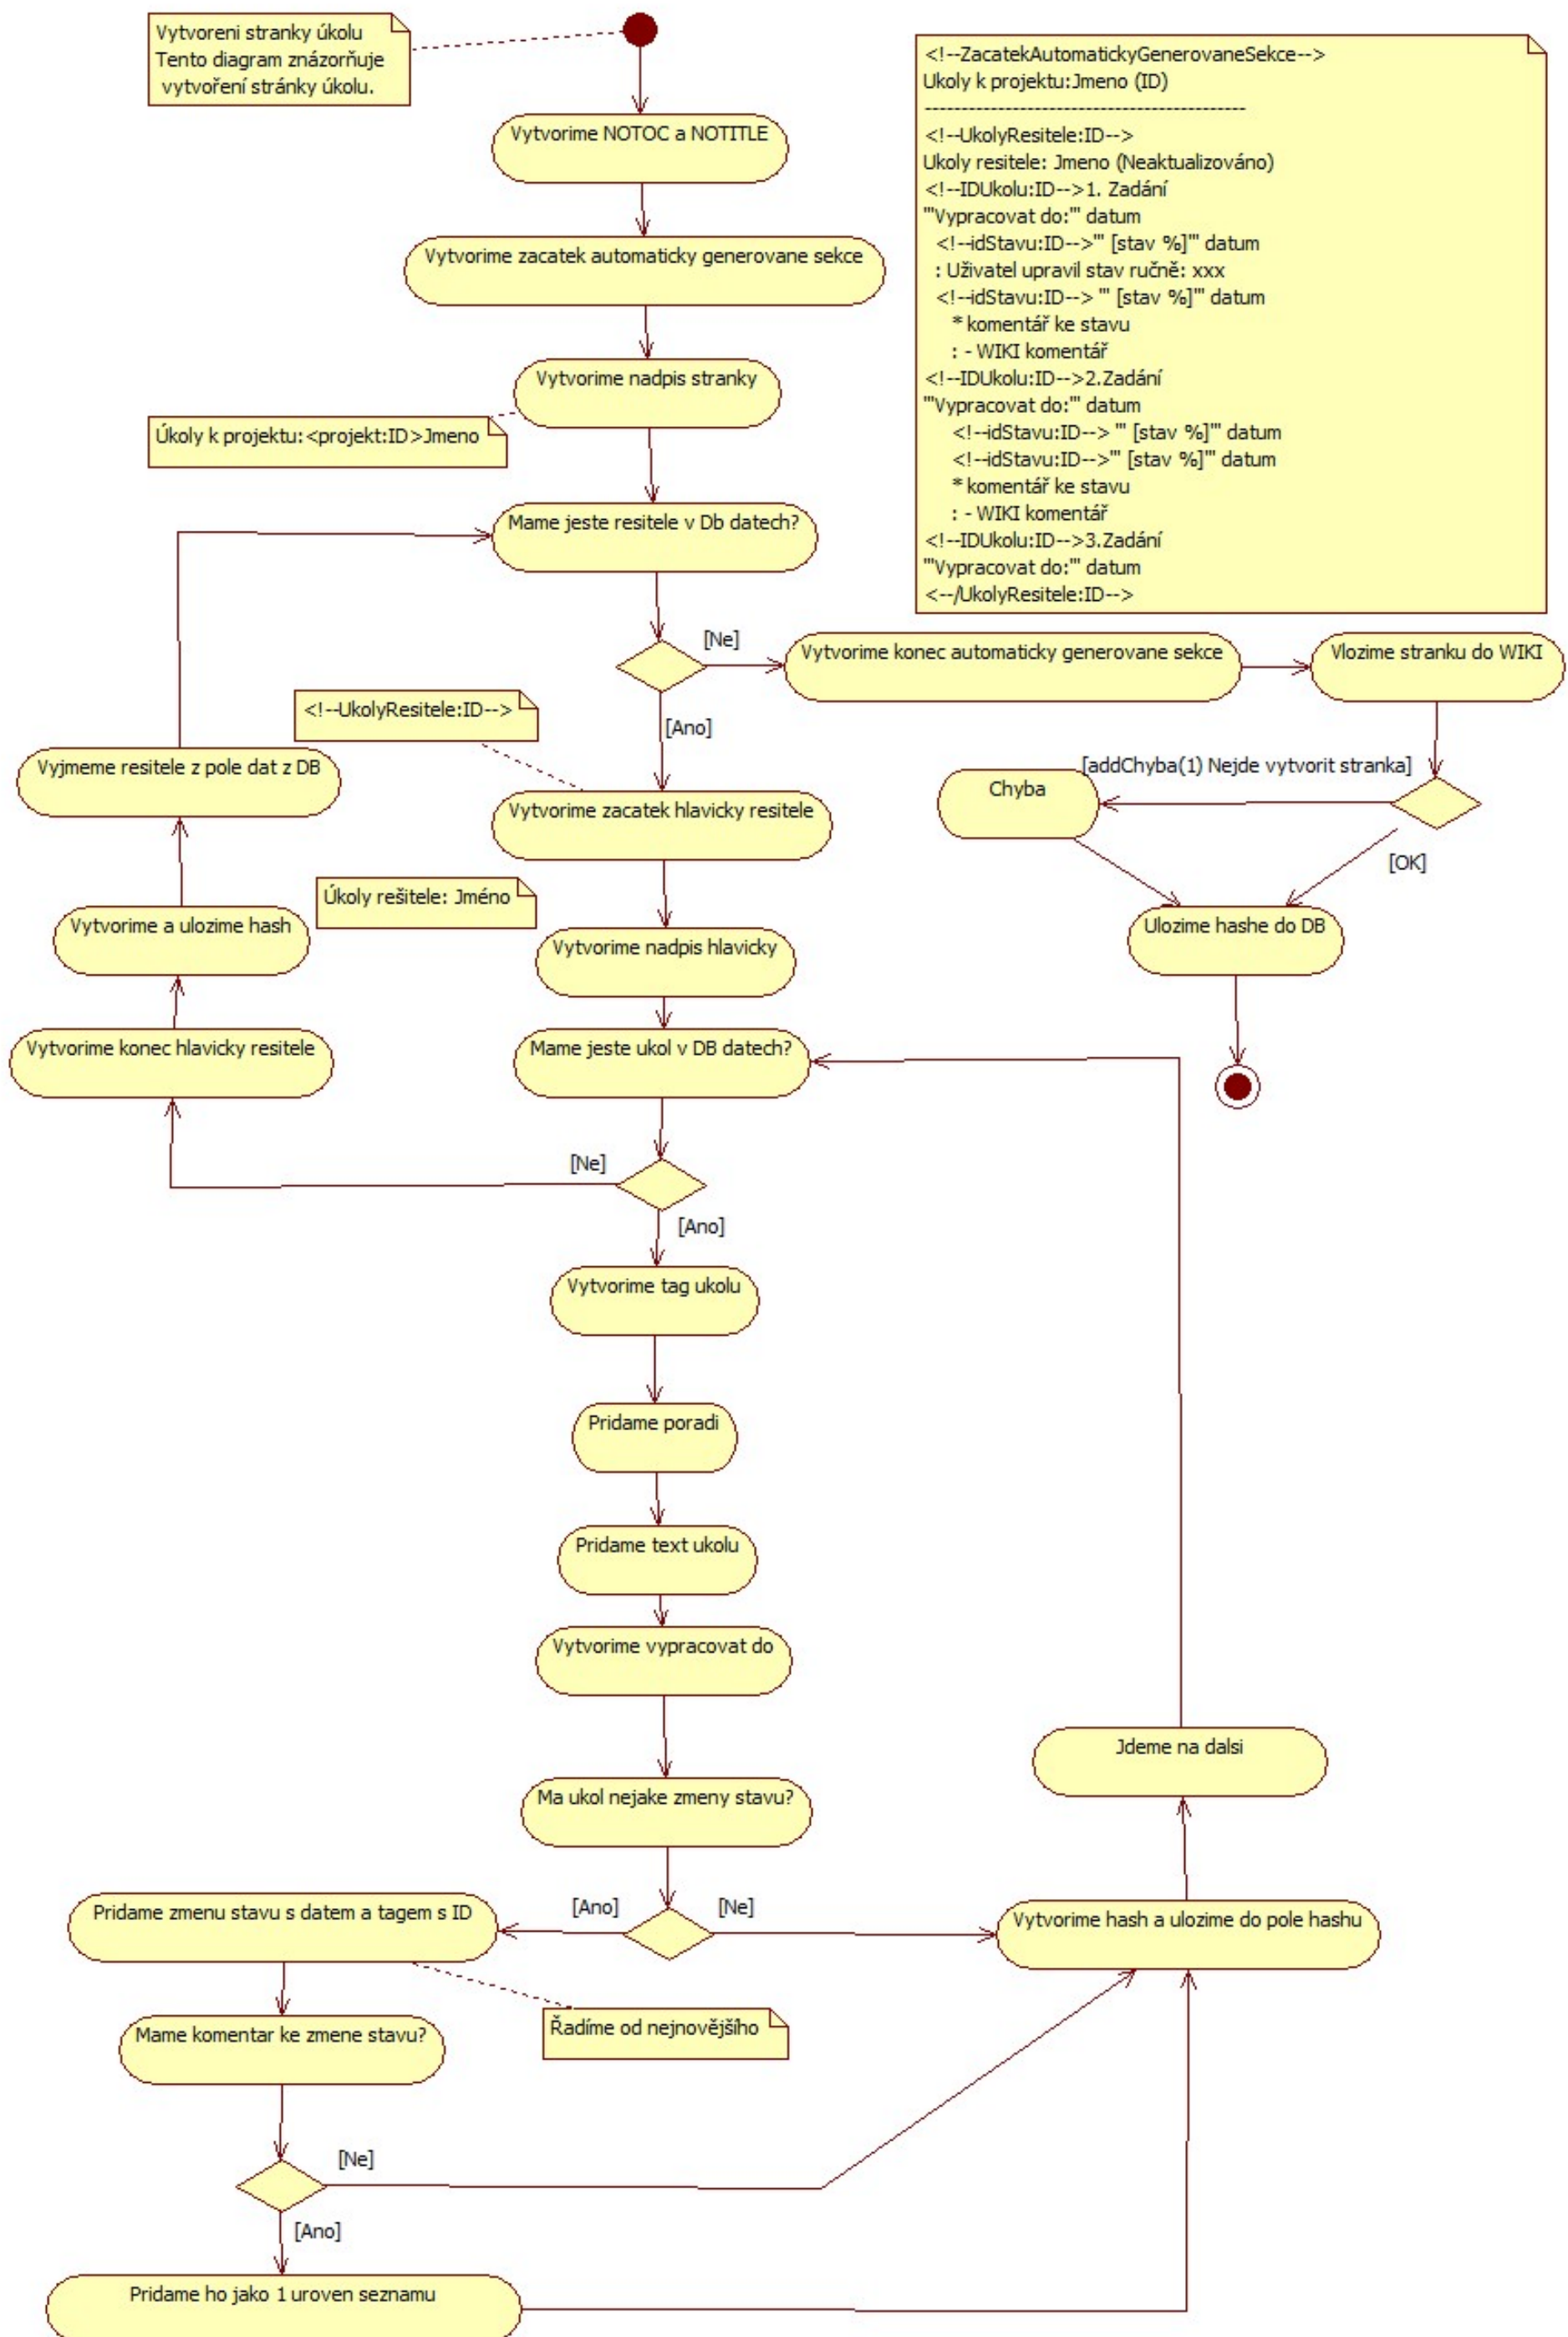 Vytvoreni stranky úkolu
Tento diagram znázorňuje
vytvoření stránky úkolu.
<!--ZacatekAutomatickyGenerovaneSekce-->
Ukoly k projektu:Jmeno (ID)
--------------------------------------------
<!--UkolyResitele:ID-->
Ukoly resitele: Jmeno (Neaktualizováno)
<!--IDUkolu:ID-->1. Zadání
'''Vypracovat do:''' datum
<!--idStavu:ID-->''' [stav %]''' datum
: Uživatel upravil stav ručně: xxx
<!--idStavu:ID--> ''' [stav %]''' datum
* komentář ke stavu
: - WIKI komentář
<!--IDUkolu:ID-->2.Zadání
'''Vypracovat do:''' datum
<!--idStavu:ID--> ''' [stav %]''' datum
<!--idStavu:ID-->''' [stav %]''' datum
* komentář ke stavu
: - WIKI komentář
<!--IDUkolu:ID-->3.Zadání
'''Vypracovat do:''' datum
<--/UkolyResitele:ID-->
Vytvorime NOTOC a NOTITLE
Vytvorime zacatek automaticky generovane sekce
Vytvorime nadpis stranky
Úkoly k projektu:<projekt:ID>Jmeno
Mame jeste resitele v Db datech?
[Ne]
Vytvorime konec automaticky generovane sekce
Vlozime stranku do WIKI
[Ano]
<!--UkolyResitele:ID-->
Vyjmeme resitele z pole dat z DB
[addChyba(1) Nejde vytvorit stranka]
Chyba
Vytvorime zacatek hlavicky resitele
[OK]
Úkoly rešitele: Jméno
Vytvorime a ulozime hash
Ulozime hashe do DB
Vytvorime nadpis hlavicky
Vytvorime konec hlavicky resitele
Mame jeste ukol v DB datech?
[Ne]
[Ano]
Vytvorime tag ukolu
Pridame poradi
Pridame text ukolu
Vytvorime vypracovat do
Jdeme na dalsi
Ma ukol nejake zmeny stavu?
[Ano]
[Ne]
Pridame zmenu stavu s datem a tagem s ID
Vytvorime hash a ulozime do pole hashu
Řadíme od nejnovějšího
Mame komentar ke zmene stavu?
[Ne]
[Ano]
Pridame ho jako 1 uroven seznamu